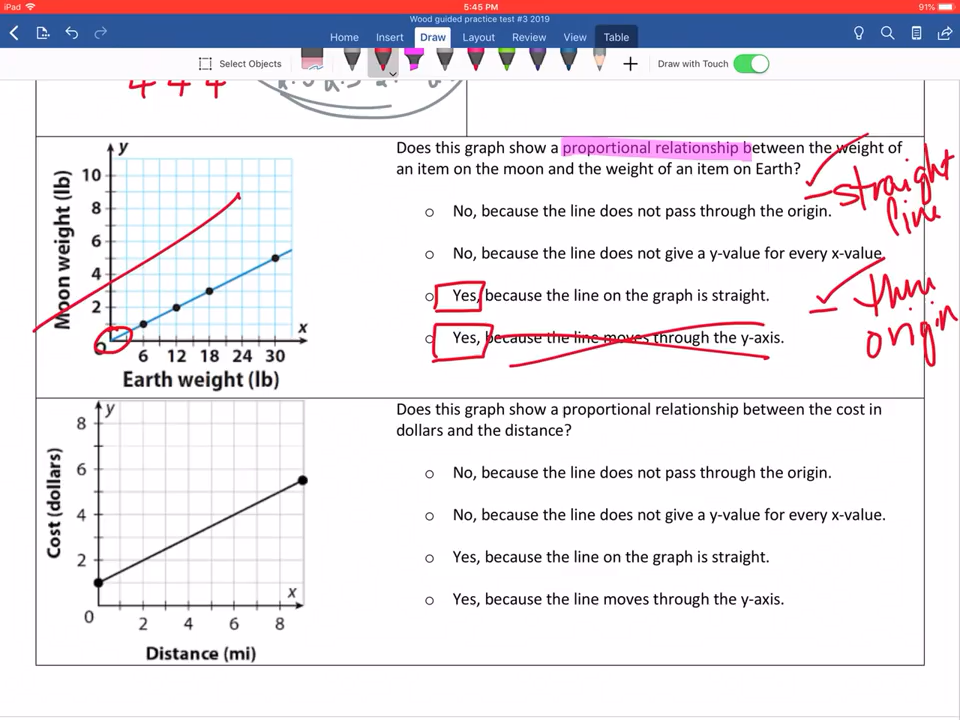 iPad
5:45 PM
91%
Wood guided practice test #3 2019
Home Insert Draw Layout Review View Table
Select Objects
Draw with Touch
4 4 4
y
10
8
6
4
2
O
6 12 18 24 30
x
Moon weight (lb)
Earth weight (lb)
Does this graph show a proportional relationship between the weight of
an item on the moon and the weight of an item on Earth?
o No, because the line does not pass through the origin.
o No, because the line does not give a y-value for every x-value.
o Yes, because the line on the graph is straight.
o Yes, because the line moves through the y-axis.
- straight
line
- thru
origin
y
8
6
4
2
0
2 4 6 8
x
Cost (dollars)
Distance (mi)
Does this graph show a proportional relationship between the cost in
dollars and the distance?
o No, because the line does not pass through the origin.
o No, because the line does not give a y-value for every x-value.
o Yes, because the line on the graph is straight.
o Yes, because the line moves through the y-axis.